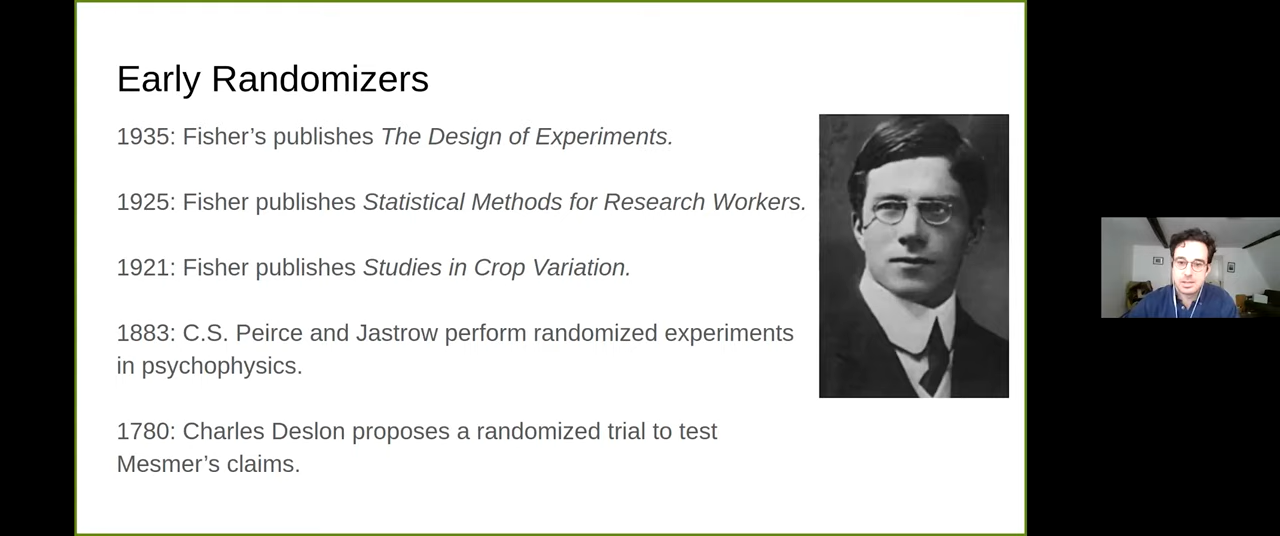 Early Randomizers
1935: Fisher’s publishes The Design of Experiments.
1925: Fisher publishes Statistical Methods for Research Workers.
1921: Fisher publishes Studies in Crop Variation.
1883: C.S. Peirce and Jastrow perform randomized experiments
in psychophysics.
1780: Charles Deslon proposes a randomized trial to test
Mesmer’s claims.